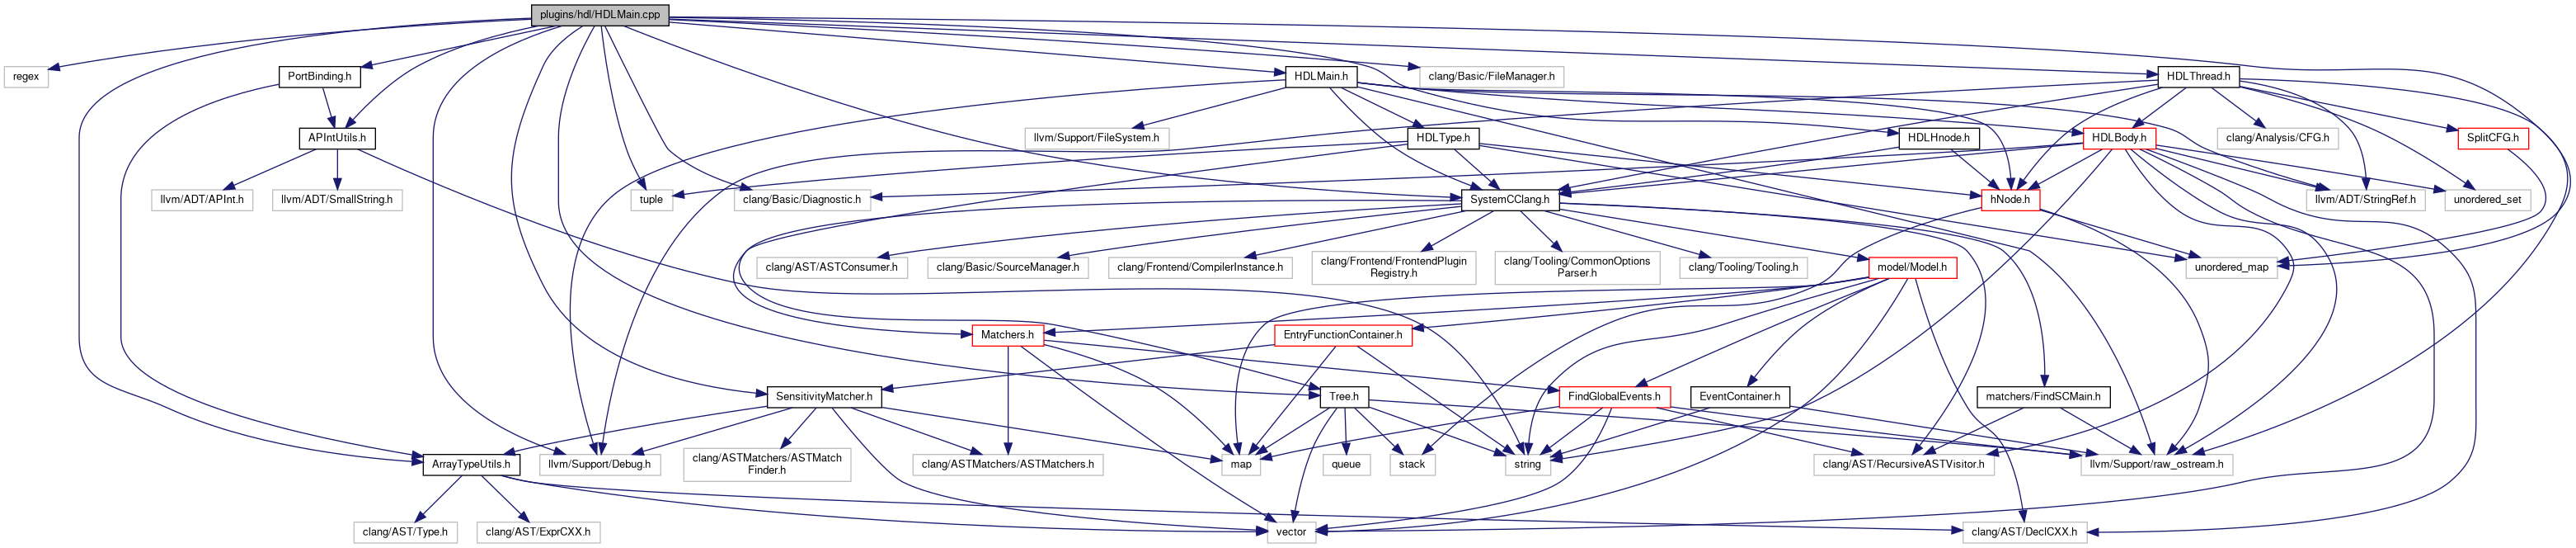 plugins/hdl/HDLMain.cpp
regex
PortBinding.h
HDLMain.h
clang/Basic/FileManager.h
HDLThread.h
APIntUtils.h
llvm/Support/FileSystem.h
HDLType.h
HDLHnode.h
HDLBody.h
clang/Analysis/CFG.h
SplitCFG.h
llvm/ADT/APInt.h
llvm/ADT/SmallString.h
tuple
clang/Basic/Diagnostic.h
SystemCClang.h
hNode.h
llvm/ADT/StringRef.h
unordered_set
clang/AST/ASTConsumer.h
clang/Basic/SourceManager.h
clang/Frontend/CompilerInstance.h
clang/Frontend/FrontendPlugin
Registry.h
clang/Tooling/CommonOptions
Parser.h
clang/Tooling/Tooling.h
model/Model.h
unordered_map
Matchers.h
EntryFunctionContainer.h
SensitivityMatcher.h
Tree.h
FindGlobalEvents.h
EventContainer.h
matchers/FindSCMain.h
ArrayTypeUtils.h
llvm/Support/Debug.h
clang/ASTMatchers/ASTMatch
Finder.h
clang/ASTMatchers/ASTMatchers.h
map
queue
stack
string
clang/AST/RecursiveASTVisitor.h
llvm/Support/raw_ostream.h
clang/AST/Type.h
clang/AST/ExprCXX.h
vector
clang/AST/DeclCXX.h